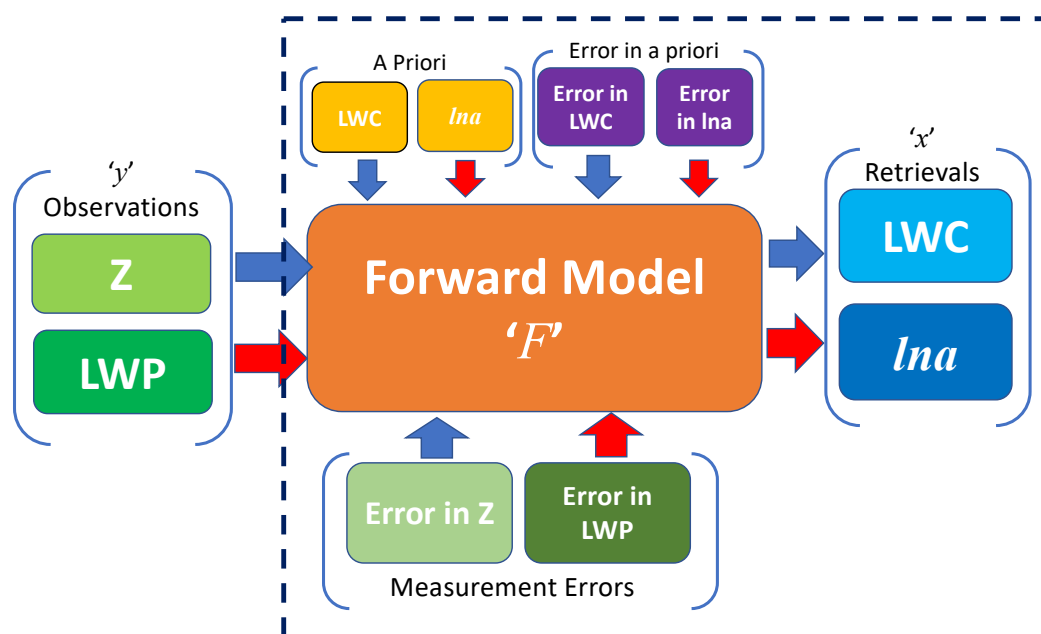 A Priori
LWC
lna
Error in a priori
Error in
LWC
Error
in lna
‘y’
Observations
Z
LWP
Forward Model
‘F’
‘x’
Retrievals
LWC
lna
Error in Z
Error in
LWP
Measurement Errors